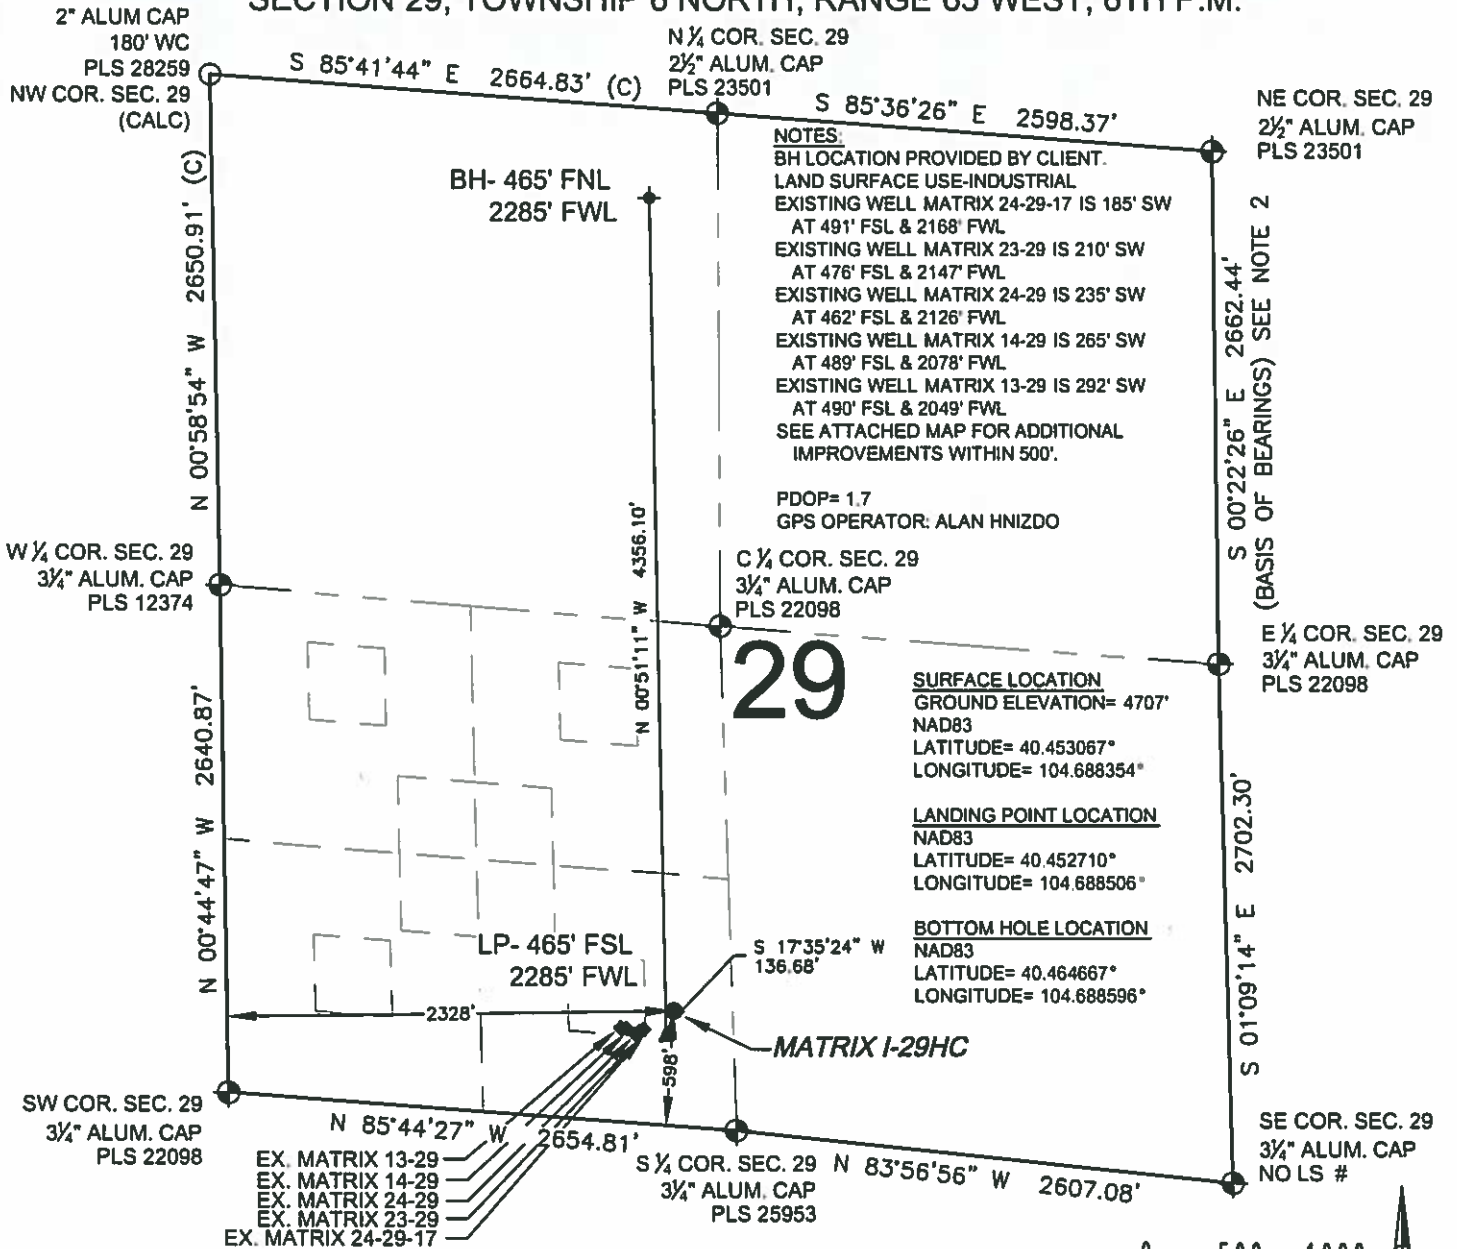 SECTION 29, TOWNSHIP 6 NORTH, RANGE 65 WEST, 6TH P.M.
2" ALUM CAP
180' WC
PLS 28259
NW COR. SEC. 29
(CALC)
S 85°41'44" E 2664.83' (C)
N ¼ COR. SEC. 29
2½" ALUM. CAP
PLS 23501
S 85°36'26" E 2598.37'
NE COR. SEC. 29
2½" ALUM. CAP
PLS 23501
BH- 465' FNL
2285' FWL
NOTES:
BH LOCATION PROVIDED BY CLIENT.
LAND SURFACE USE-INDUSTRIAL
EXISTING WELL MATRIX 24-29-17 IS 185' SW
AT 491' FSL & 2168' FWL
EXISTING WELL MATRIX 23-29 IS 210' SW
AT 476' FSL & 2147' FWL
EXISTING WELL MATRIX 24-29 IS 235' SW
AT 462' FSL & 2126' FWL
EXISTING WELL MATRIX 14-29 IS 265' SW
AT 489' FSL & 2078' FWL
EXISTING WELL MATRIX 13-29 IS 292' SW
AT 490' FSL & 2049' FWL
SEE ATTACHED MAP FOR ADDITIONAL
IMPROVEMENTS WITHIN 500'.
PDOP= 1.7
GPS OPERATOR: ALAN HNIZDO
N 00°58'54" W 2650.91' (C)
S 00°22'26" E 2662.44'
(BASIS OF BEARINGS) SEE NOTE 2
W ¼ COR. SEC. 29
3¼" ALUM. CAP
PLS 12374
N 00°51'11" W 4356.10'
C ¼ COR. SEC. 29
3¼" ALUM. CAP
PLS 22098
29
E ¼ COR. SEC. 29
3¼" ALUM. CAP
PLS 22098
SURFACE LOCATION
GROUND ELEVATION= 4707'
NAD83
LATITUDE= 40.453067°
LONGITUDE= 104.688354°
LANDING POINT LOCATION
NAD83
LATITUDE= 40.452710°
LONGITUDE= 104.688506°
BOTTOM HOLE LOCATION
NAD83
LATITUDE= 40.464667°
LONGITUDE= 104.688596°
N 00°44'47" W 2640.87'
S 01°09'14" E 2702.30'
LP- 465' FSL
2285' FWL
S 17°35'24" W
136.68'
2328'
598'
MATRIX I-29HC
SW COR. SEC. 29
3¼" ALUM. CAP
PLS 22098
N 85°44'27" W 2654.81'
EX. MATRIX 13-29
EX. MATRIX 14-29
EX. MATRIX 24-29
EX. MATRIX 23-29
EX. MATRIX 24-29-17
S ¼ COR. SEC. 29
3¼" ALUM. CAP
PLS 25953
N 83°56'56" W 2607.08'
SE COR. SEC. 29
3¼" ALUM. CAP
NO LS #
0 500 1000